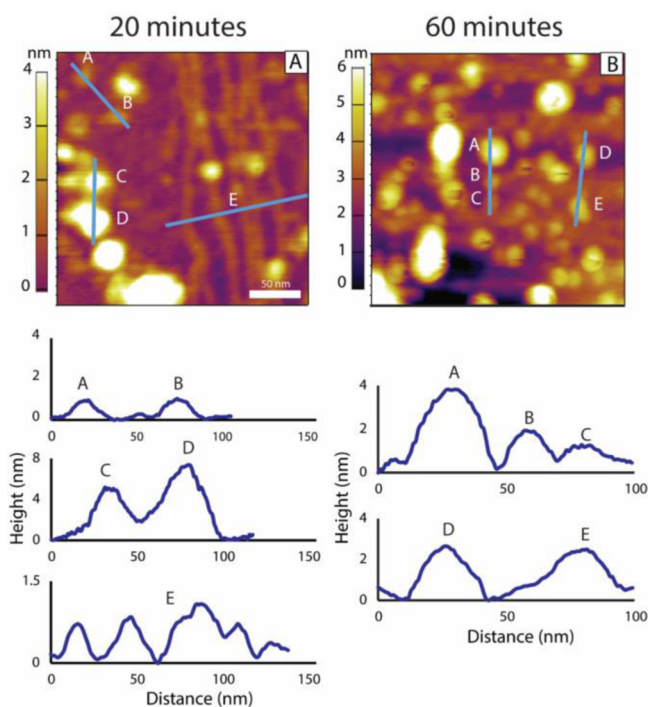 20 minutes
60 minutes
nm
4
3
2
1
0
A
A
B
C
D
E
50 nm
nm
6
5
4
3
2
1
0
B
A
B
C
D
E
4
2
0
A
B
0 50 100 150
8
4
0
C
D
0 50 100 150
1.5
0
E
0 50 100 150
Height (nm)
Distance (nm)
4
2
0
A
B
C
0 50 100
4
2
0
D
E
0 50 100
Height (nm)
Distance (nm)